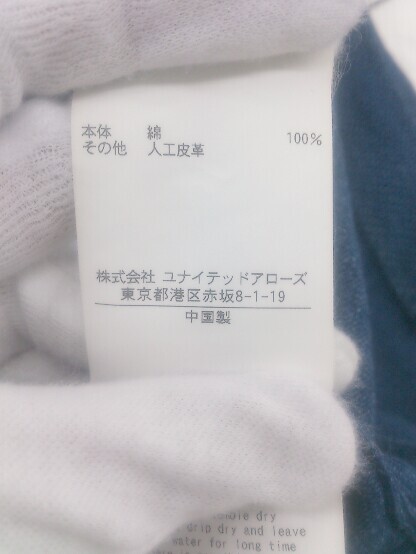 本体 綿 100%
その他 人工皮革
株式会社 ユナイテッドアローズ
東京都港区赤坂8-1-19
中国製
dry
drip dry and leave
water for long time